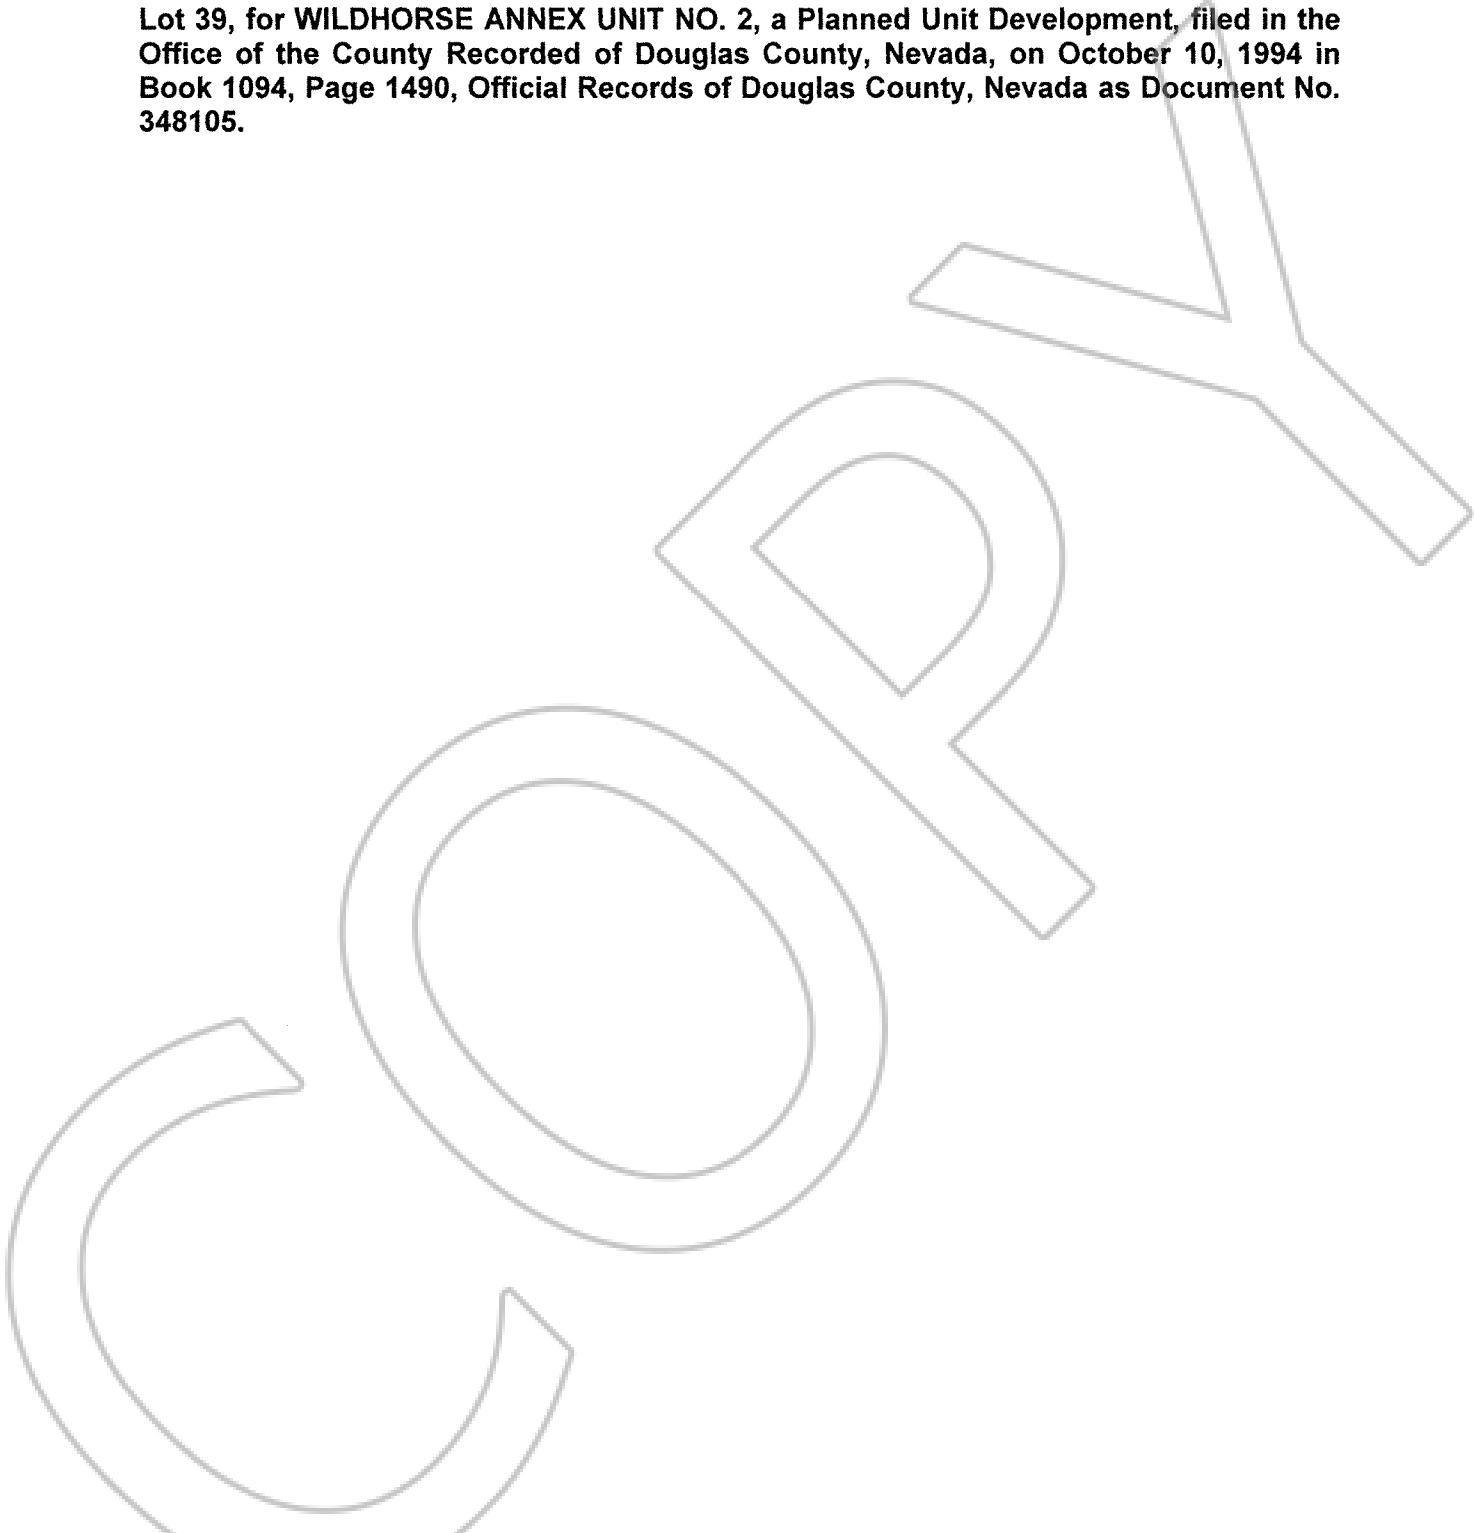 Lot 39, for WILDHORSE ANNEX UNIT NO. 2, a Planned Unit Development, filed in the
Office of the County Recorded of Douglas County, Nevada, on October 10, 1994 in
Book 1094, Page 1490, Official Records of Douglas County, Nevada as Document No.
348105.
COPY